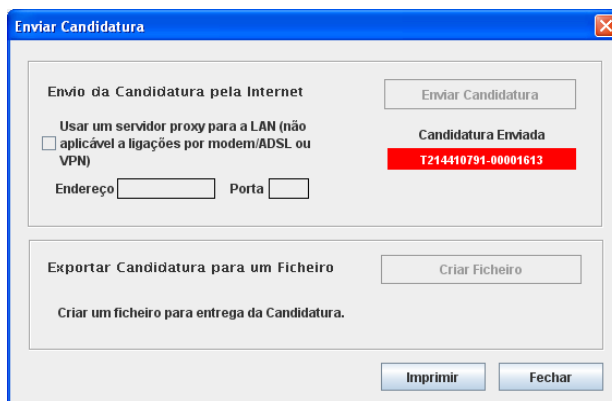 Enviar Candidatura
Envio da Candidatura pela Internet
Enviar Candidatura
Usar um servidor proxy para a LAN (não
aplicável a ligações por modem/ADSL ou
VPN)
Candidatura Enviada
T214410791-00001613
Endereço
Porta
Exportar Candidatura para um Ficheiro
Criar Ficheiro
Criar um ficheiro para entrega da Candidatura.
Imprimir
Fechar